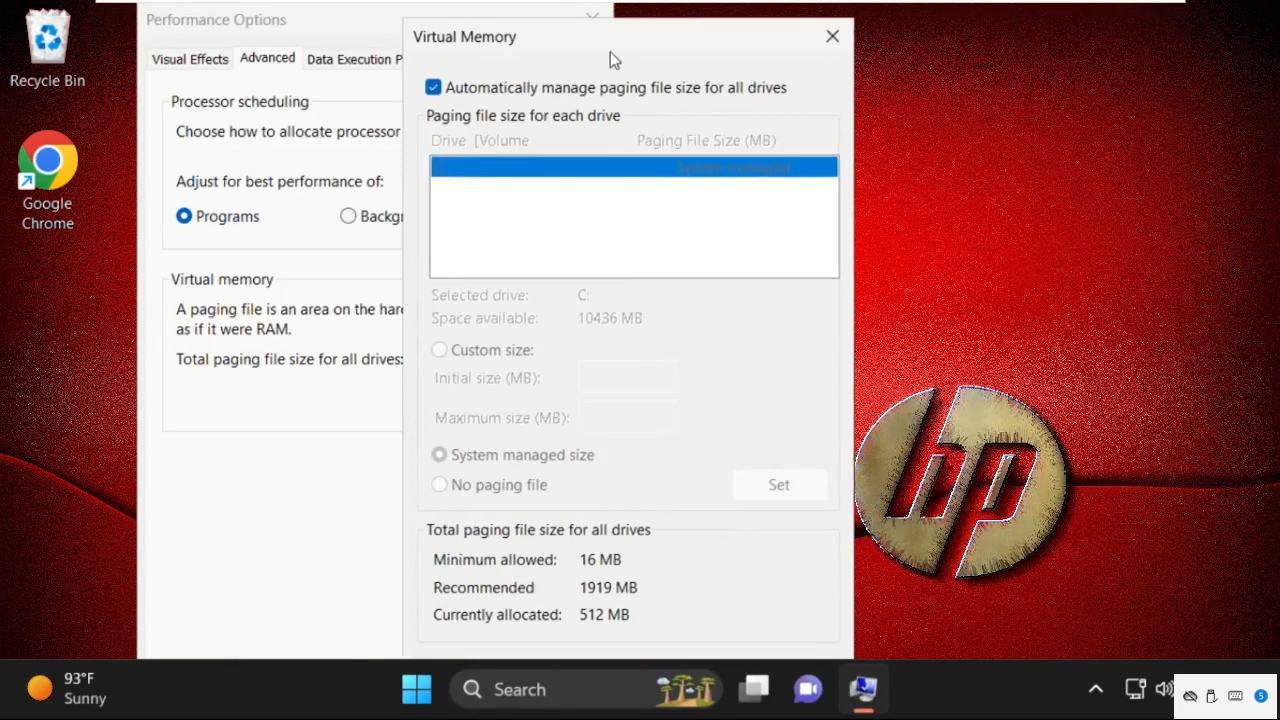 Recycle Bin
Google
Chrome
Performance Options
Visual Effects
Advanced
Data Execution P
Processor scheduling
Choose how to allocate processor
Adjust for best performance of:
Programs
Backgr
Virtual memory
A paging file is an area on the hard
as if it were RAM.
Total paging file size for all drives:
Virtual Memory
Automatically manage paging file size for all drives
Paging file size for each drive
Drive [Volume
Paging File Size (MB)
System managed
Selected drive: C:
Space available: 10436 MB
Custom size:
Initial size (MB):
Maximum size (MB):
System managed size
No paging file
Set
Total paging file size for all drives
Minimum allowed: 16 MB
Recommended 1919 MB
Currently allocated: 512 MB
hp
93°F
Sunny
Search
5